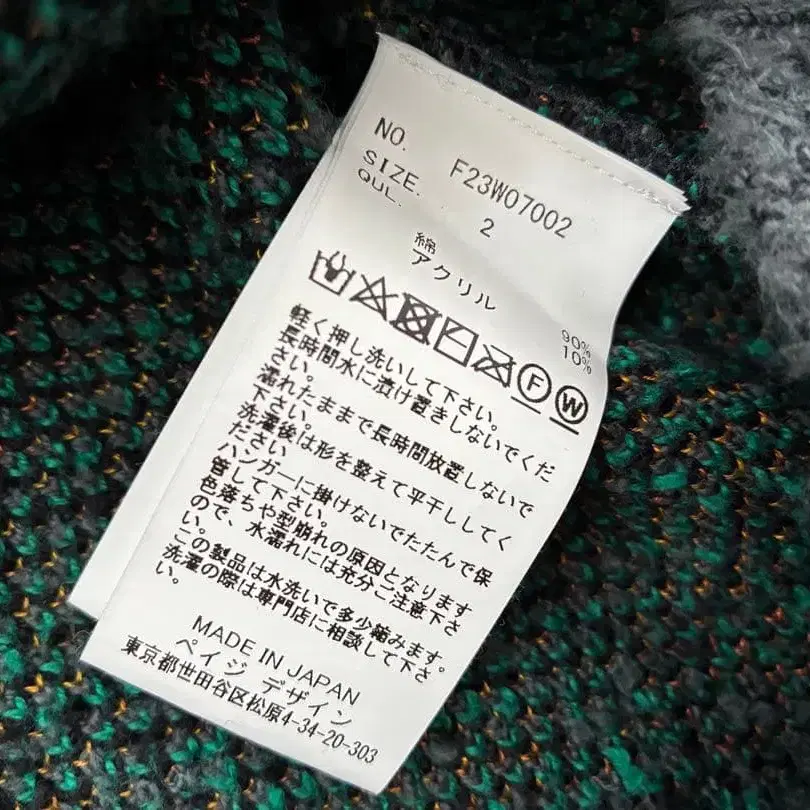 NO. F23W07002
SIZE. 2
QUL.
綿 90%
アクリル 10%
F W
軽く押し洗いして下さい。
長時間水に漬け置きしないでくだ
さい。
濡れたままで長時間放置しないで
下さい。
洗濯後は形を整えて平干ししてく
ださい
ハンガーに掛けないでたたんで保
管して下さい。
色落ちや型崩れの原因となります
ので、水濡れには充分ご注意下さ
い。
この製品は水洗いで多少縮みます。
洗濯の際は専門店に相談して下さ
い。
MADE IN JAPAN
ペイジ デザイン
東京都世田谷区松原4-34-20-303